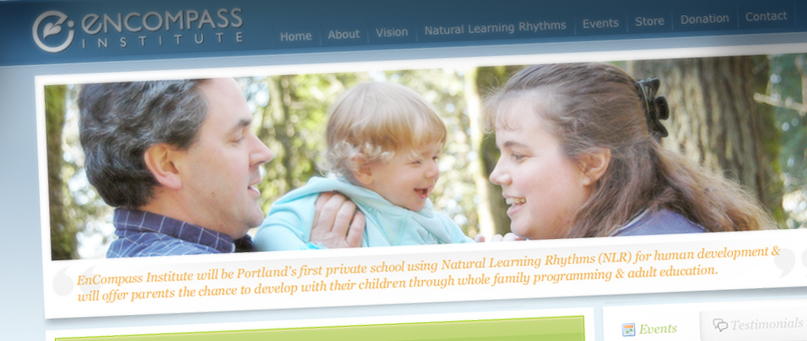 ENCOMPASS
INSTITUTE
Home About Vision Natural Learning Rhythms Events Store Donation Contact
EnCompass Institute will be Portland's first private school using Natural Learning Rhythms (NLR) for human development &
will offer parents the chance to develop with their children through whole family programming & adult education.
Events Testimonials